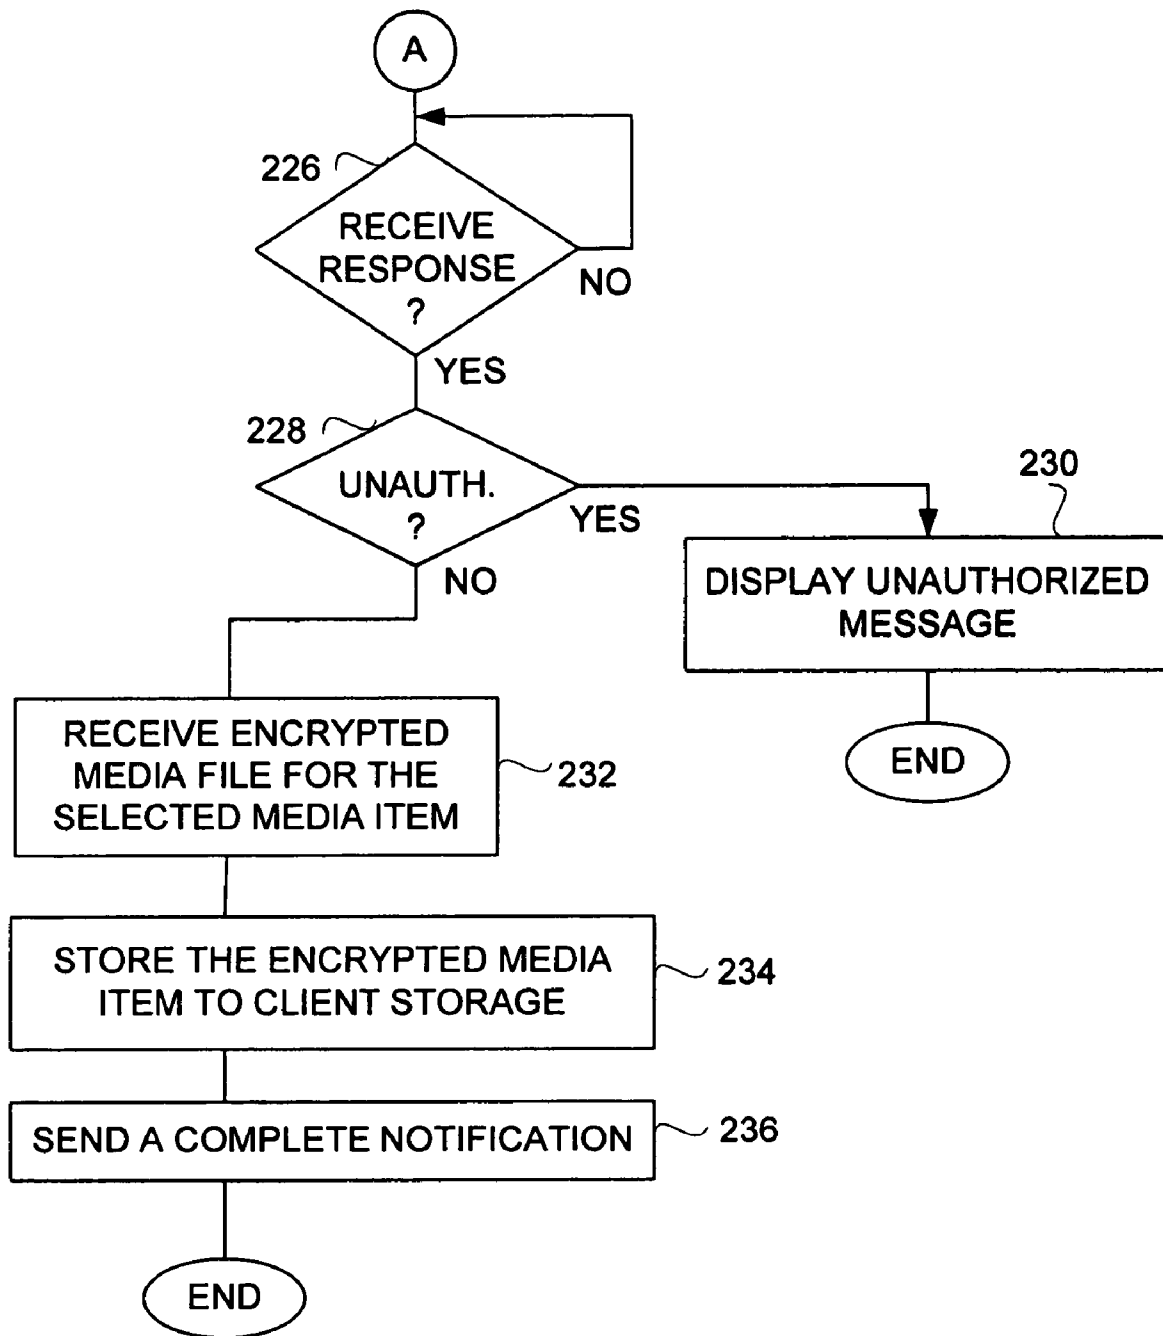 A
226
RECEIVE
RESPONSE
?
NO
YES
228
UNAUTH.
?
YES
NO
230
DISPLAY UNAUTHORIZED
MESSAGE
END
RECEIVE ENCRYPTED
MEDIA FILE FOR THE
SELECTED MEDIA ITEM
232
STORE THE ENCRYPTED MEDIA
ITEM TO CLIENT STORAGE
234
SEND A COMPLETE NOTIFICATION
236
END